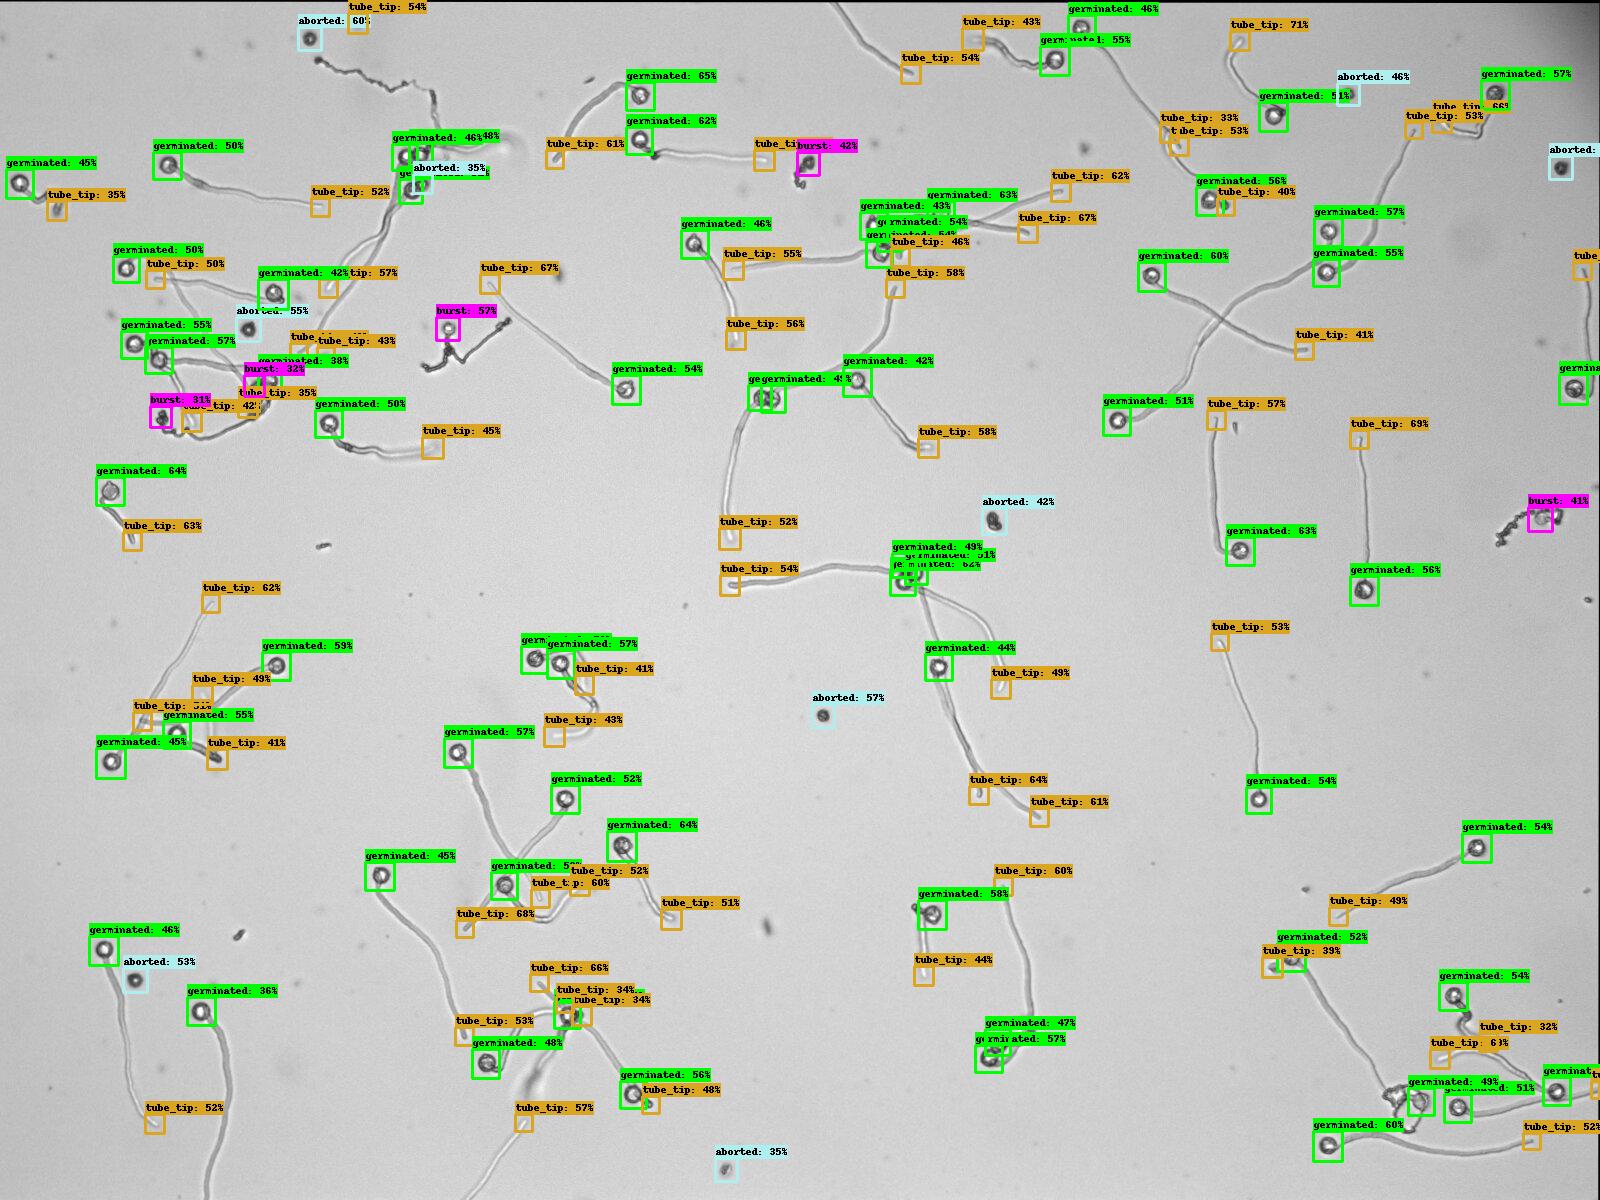 tube_tip: 54%
aborted: 60%
germinated: 46%
tube_tip: 43%
tube_tip: 71%
germinated: 55%
tube_tip: 54%
germinated: 65%
aborted: 46%
germinated: 57%
germinated: 51%
tube_tip: 53%
tube_tip: 33%
germinated: 62%
tube_tip: 53%
germinated: 46%
germinated: 50%
tube_tip: 61%
burst: 42%
aborted:
germinated: 45%
aborted: 35%
tube_tip: 62%
germinated: 56%
tube_tip: 35%
tube_tip: 52%
germinated: 63%
tube_tip: 40%
germinated: 43%
germinated: 57%
tube_tip: 67%
germinated: 46%
germinated: 54%
tube_tip: 46%
germinated: 50%
tube_tip: 55%
germinated: 60%
germinated: 55%
tube_tip: 50%
germinated: 42%
tube_tip: 67%
tube_tip: 58%
aborted: 55%
burst: 57%
germinated: 55%
tube_tip: 56%
tube_tip: 41%
germinated: 57%
tube_tip: 43%
germinated: 38%
burst: 32%
germinated: 54%
germinated: 42%
tube_tip: 35%
burst: 31%
germinated: 50%
germinated: 51%
tube_tip: 57%
tube_tip: 45%
tube_tip: 58%
tube_tip: 69%
germinated: 64%
aborted: 42%
burst: 41%
tube_tip: 63%
tube_tip: 52%
germinated: 63%
germinated: 49%
tube_tip: 54%
germinated: 56%
tube_tip: 62%
tube_tip: 53%
germinated: 59%
germinated: 57%
germinated: 44%
tube_tip: 49%
tube_tip: 41%
tube_tip: 49%
aborted: 57%
germinated: 55%
tube_tip: 43%
germinated: 45%
tube_tip: 41%
germinated: 57%
germinated: 52%
tube_tip: 64%
germinated: 54%
tube_tip: 61%
germinated: 64%
germinated: 54%
germinated: 45%
tube_tip: 52%
tube_tip: 60%
tube_tip: 60%
germinated: 58%
tube_tip: 51%
tube_tip: 49%
tube_tip: 68%
germinated: 46%
germinated: 52%
tube_tip: 39%
aborted: 53%
tube_tip: 66%
tube_tip: 44%
germinated: 54%
germinated: 36%
tube_tip: 34%
tube_tip: 34%
tube_tip: 53%
germinated: 47%
tube_tip: 32%
germinated: 48%
germinated: 57%
germinated: 56%
germinated: 49%
tube_tip: 48%
tube_tip: 52%
tube_tip: 57%
germinated: 60%
tube_tip: 52%
aborted: 35%